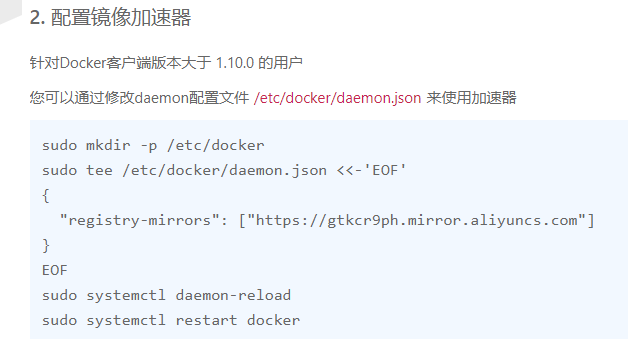 2. 配置镜像加速器
针对Docker客户端版本大于 1.10.0 的用户
您可以通过修改daemon配置文件 /etc/docker/daemon.json 来使用加速器
sudo mkdir -p /etc/docker
sudo tee /etc/docker/daemon.json <<-'EOF'
{
  "registry-mirrors": ["https://gtkcr9ph.mirror.aliyuncs.com"]
}
EOF
sudo systemctl daemon-reload
sudo systemctl restart docker